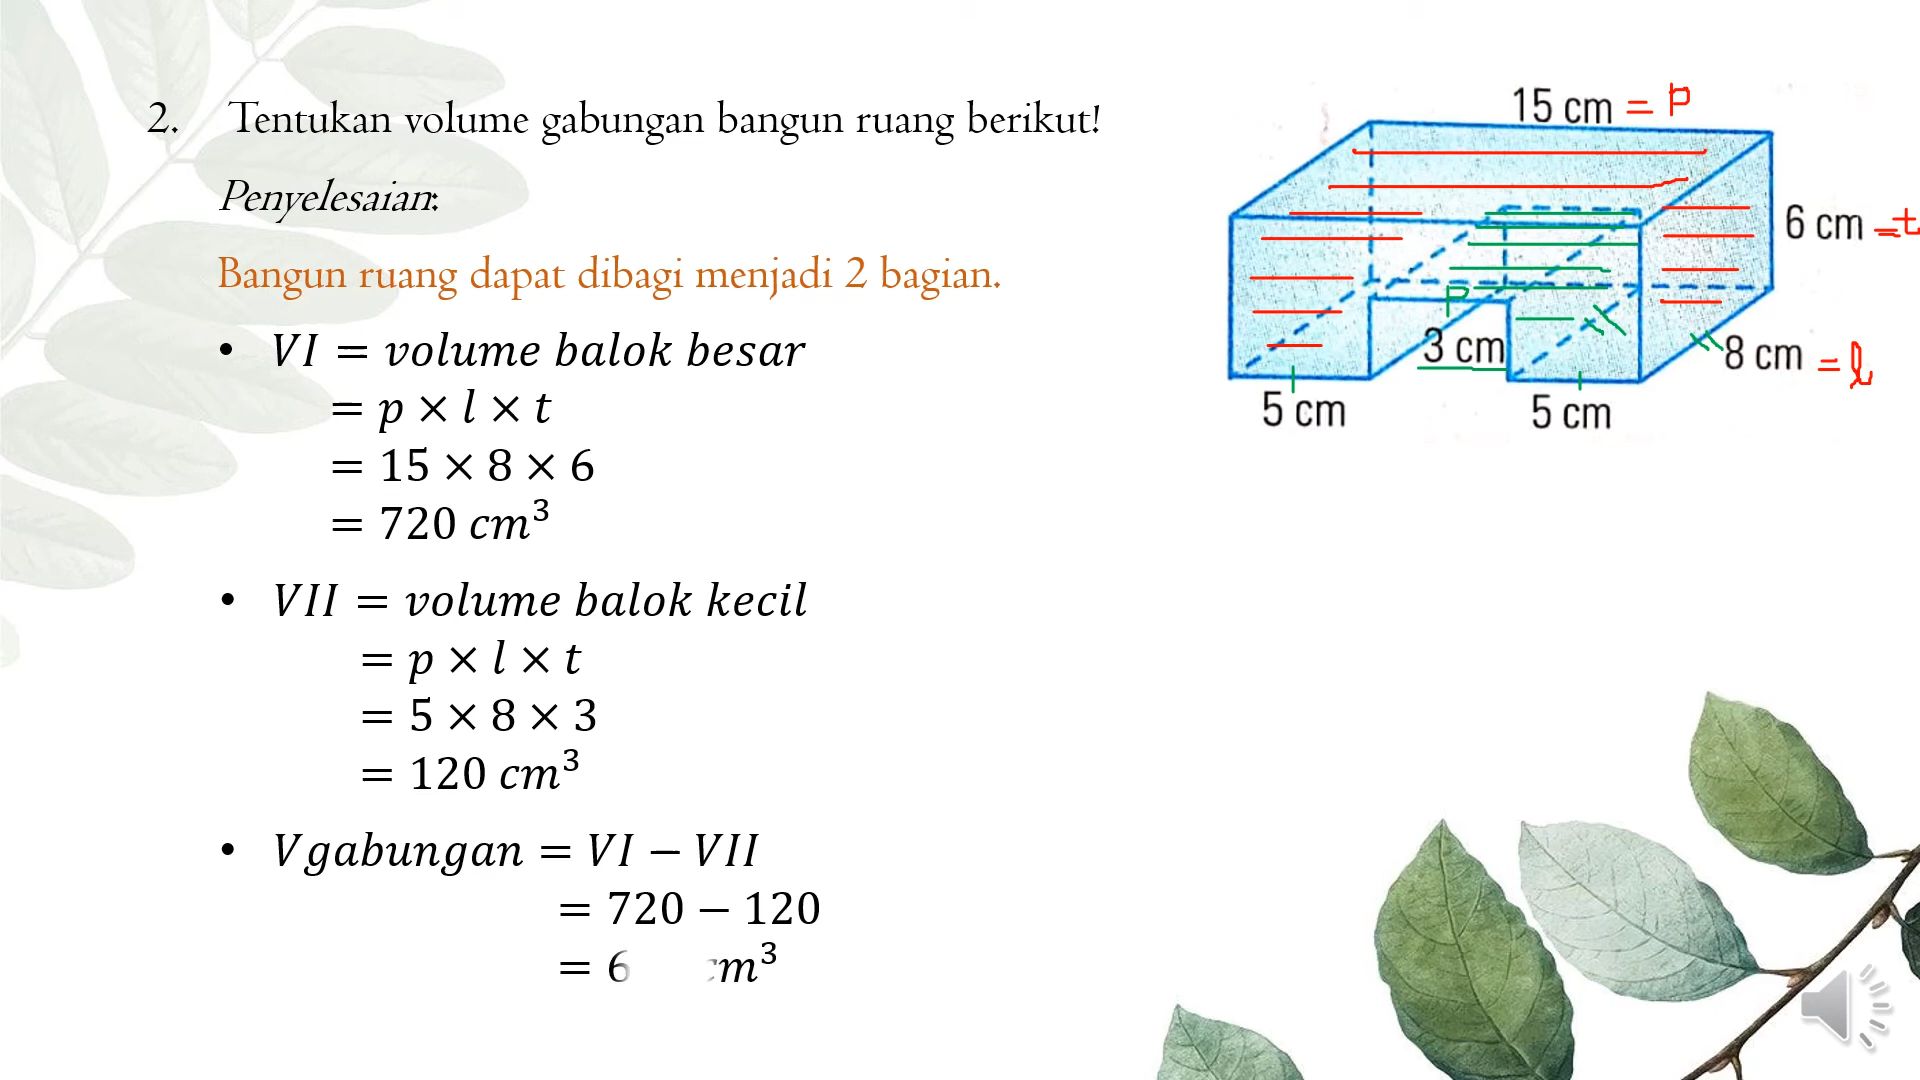 2. Tentukan volume gabungan bangun ruang berikut!
Penyelesaian:
Bangun ruang dapat dibagi menjadi 2 bagian.
• VI = volume balok besar
= p × l × t
= 15 × 8 × 6
= 720 cm³
• VII = volume balok kecil
= p × l × t
= 5 × 8 × 3
= 120 cm³
• Vgabungan = VI − VII
= 720 − 120
= 6 m³
15 cm = p
6 cm = t
P
3 cm
8 cm = l
5 cm
5 cm